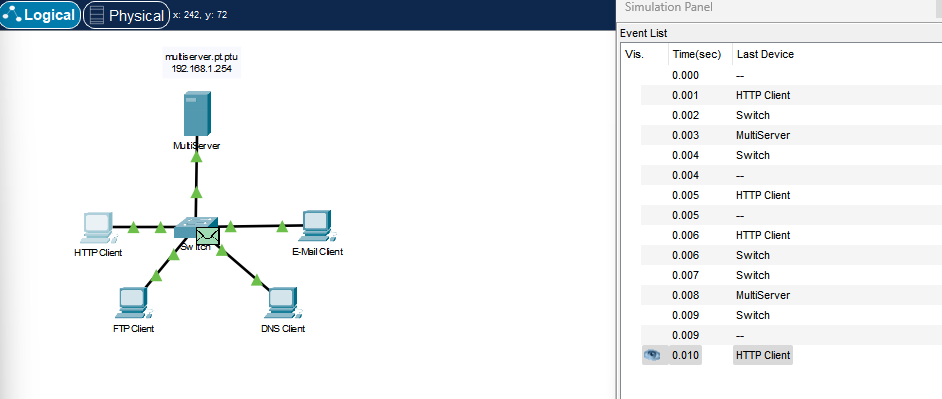 Logical Physical x: 242, y: 72
multiserver.pt.ptu
192.168.1.254
MultiServer
HTTP Client
Switch
E-Mail Client
FTP Client
DNS Client
Simulation Panel
Event List
Vis. Time(sec) Last Device
0.000 --
0.001 HTTP Client
0.002 Switch
0.003 MultiServer
0.004 Switch
0.004 --
0.005 HTTP Client
0.005 --
0.006 HTTP Client
0.006 Switch
0.007 Switch
0.008 MultiServer
0.009 Switch
0.009 --
0.010 HTTP Client